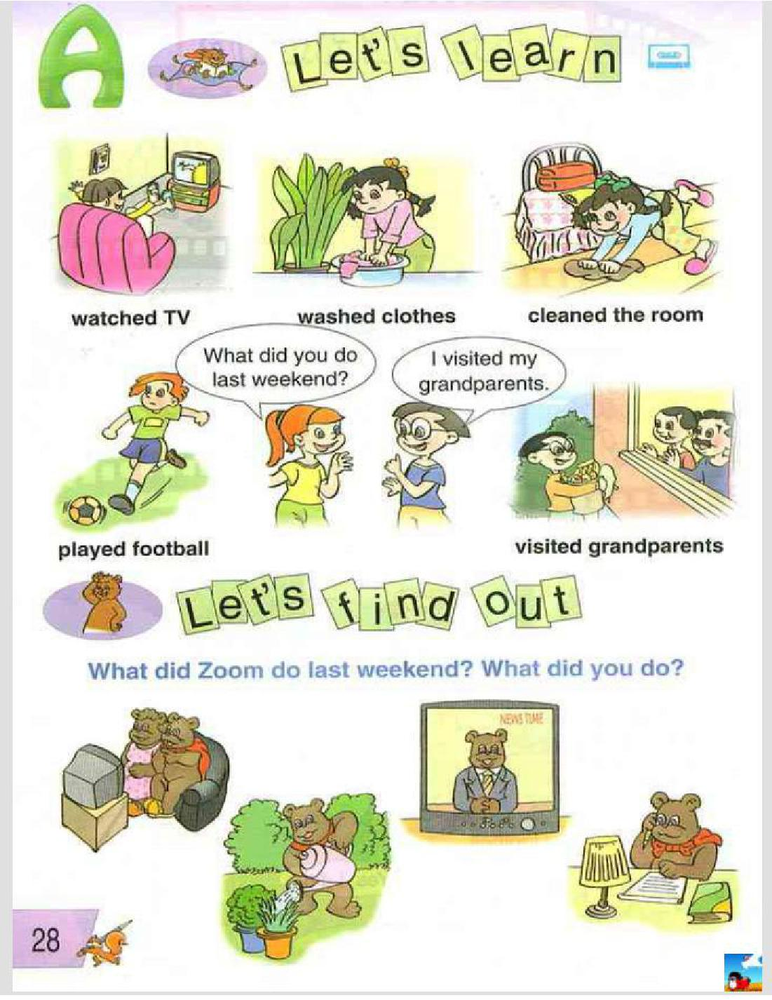 A
Let's learn
watched TV
washed clothes
cleaned the room
What did you do
last weekend?
I visited my
grandparents.
played football
visited grandparents
Let's find out
What did Zoom do last weekend? What did you do?
NEWS TIME
28